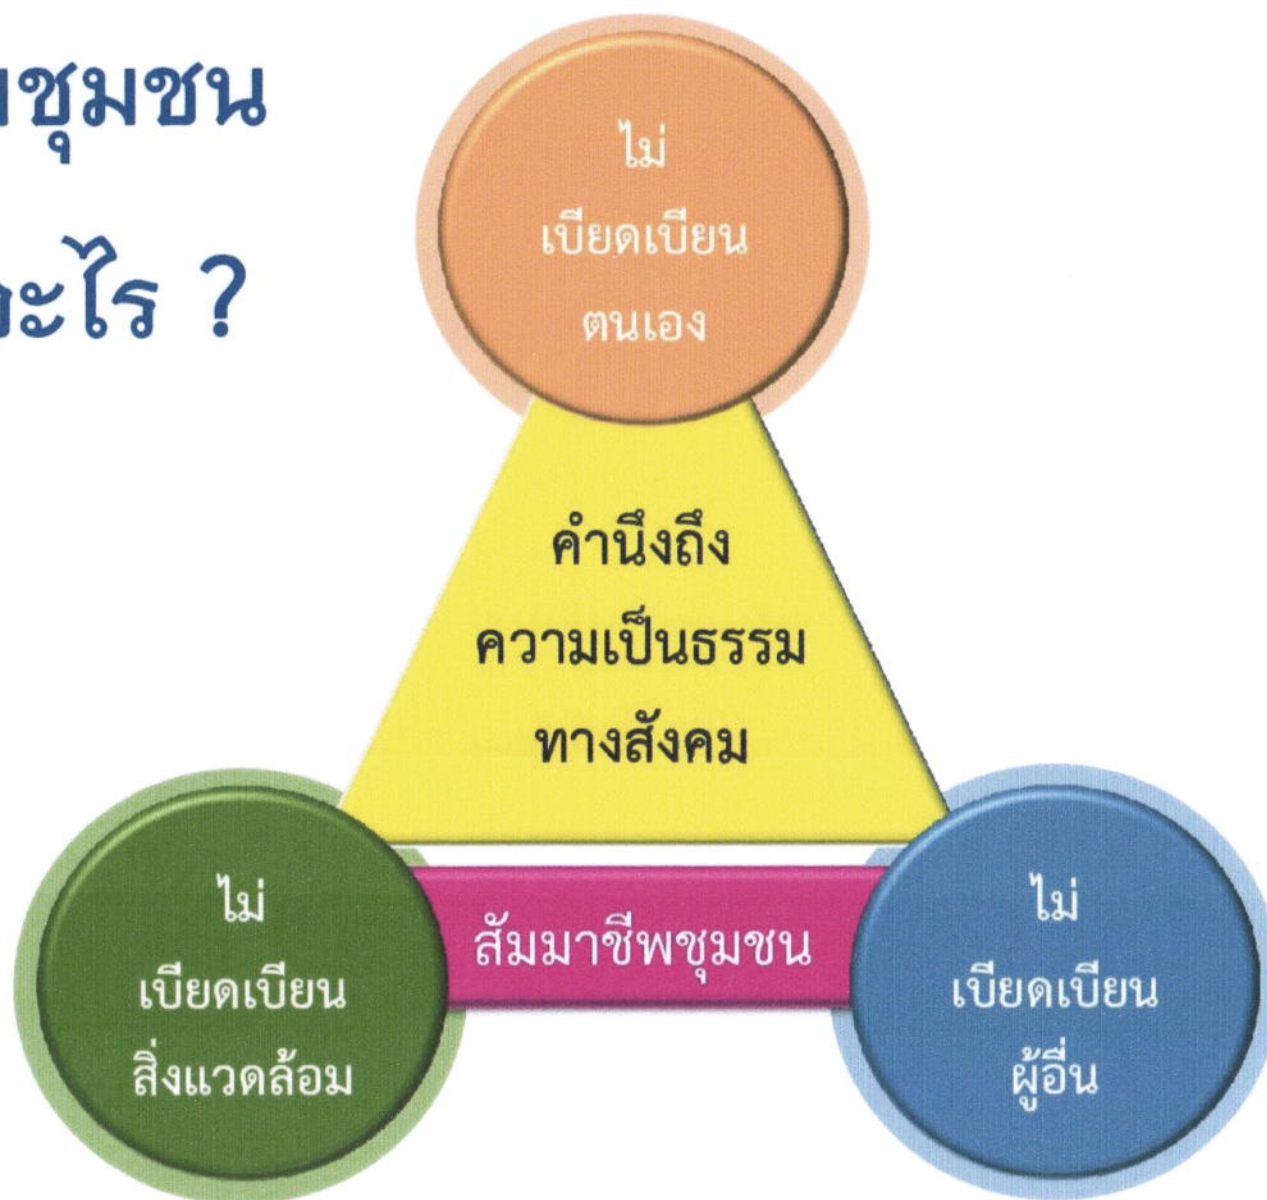 ชุมชน
อะไร ?
ไม่
เบียดเบียน
ตนเอง
คำนึงถึง
ความเป็นธรรม
ทางสังคม
ไม่
เบียดเบียน
สิ่งแวดล้อม
สัมมาชีพชุมชน
ไม่
เบียดเบียน
ผู้อื่น